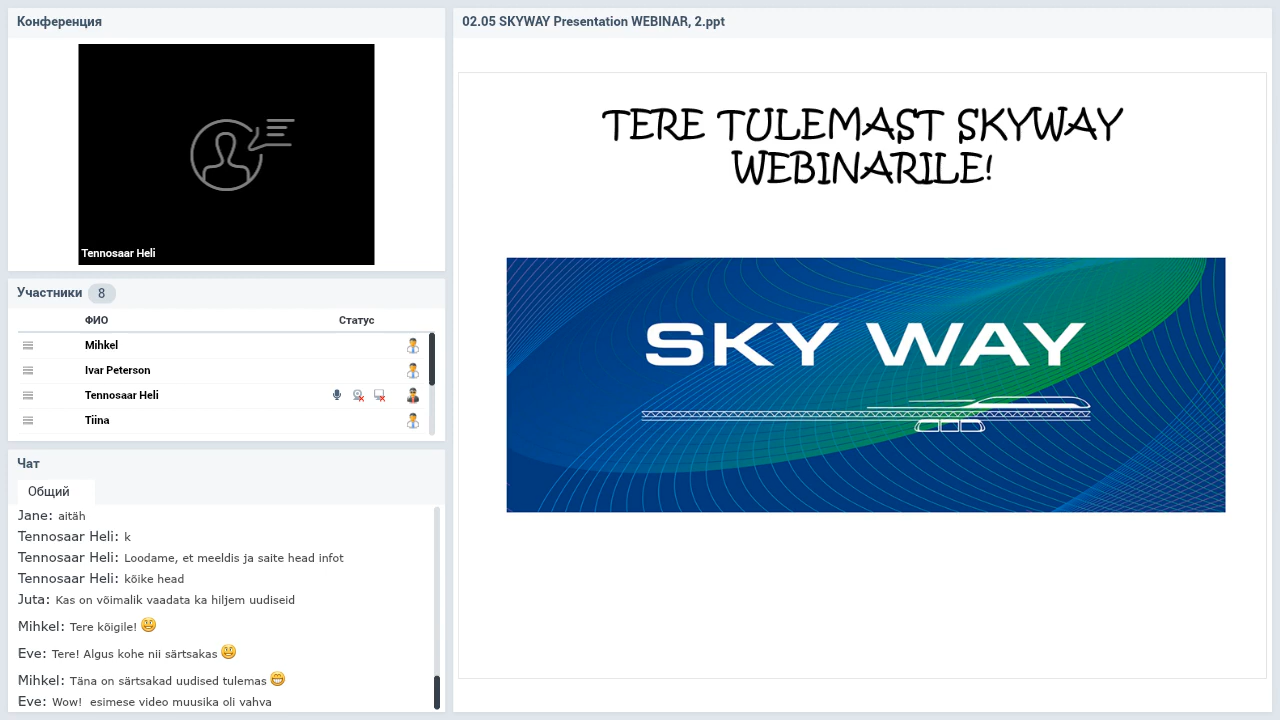 Конференция
Tennosaar Heli
Участники 8
ФИО Статус
Mihkel
Ivar Peterson
Tennosaar Heli
Tiina
Чат
Общий
Jane: aitäh
Tennosaar Heli: k
Tennosaar Heli: Loodame, et meeldis ja saite head infot
Tennosaar Heli: kõike head
Juta: Kas on võimalik vaadata ka hiljem uudiseid
Mihkel: Tere kõigile!
Eve: Tere! Algus kohe nii särtsakas
Mihkel: Täna on särtsakad uudised tulemas
Eve: Wow!  esimese video muusika oli vahva
02.05 SKYWAY Presentation WEBINAR, 2.ppt
TERE TULEMAST SKYWAY
WEBINARILE!
SKY WAY